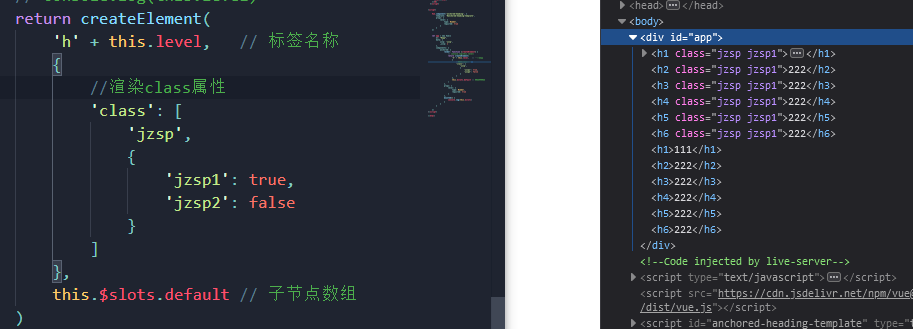 return createElement(
'h' + this.level, // 标签名称
{
//渲染class属性
'class': [
'jzsp',
{
'jzsp1': true,
'jzsp2': false
}
]
},
this.$slots.default // 子节点数组
)
<head>…</head>
<body>
<div id="app">
<h1 class="jzsp jzsp1">…</h1>
<h2 class="jzsp jzsp1">222</h2>
<h3 class="jzsp jzsp1">222</h3>
<h4 class="jzsp jzsp1">222</h4>
<h5 class="jzsp jzsp1">222</h5>
<h6 class="jzsp jzsp1">222</h6>
<h1>111</h1>
<h2>222</h2>
<h3>222</h3>
<h4>222</h4>
<h5>222</h5>
<h6>222</h6>
</div>
<!--Code injected by live-server-->
<script type="text/javascript">…</script>
<script src="https://cdn.jsdelivr.net/npm/vue@
/dist/vue.js"></script>
<script id="anchored-heading-template" type="t